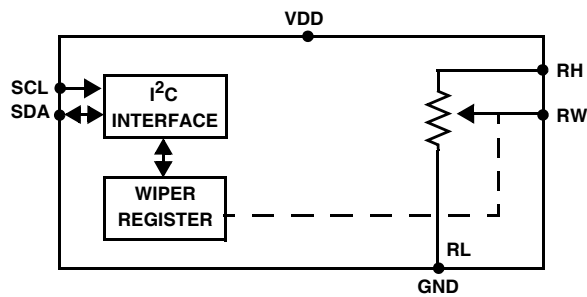 VDD
SCL
SDA
I²C
INTERFACE
WIPER
REGISTER
RH
RW
RL
GND